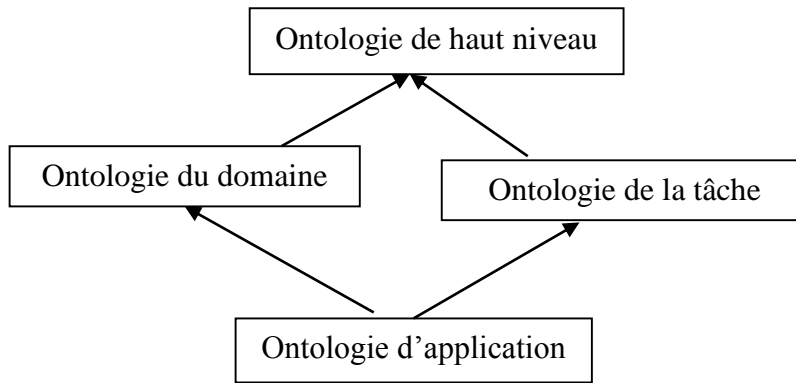 Ontologie de haut niveau
Ontologie du domaine
Ontologie de la tâche
Ontologie d’application